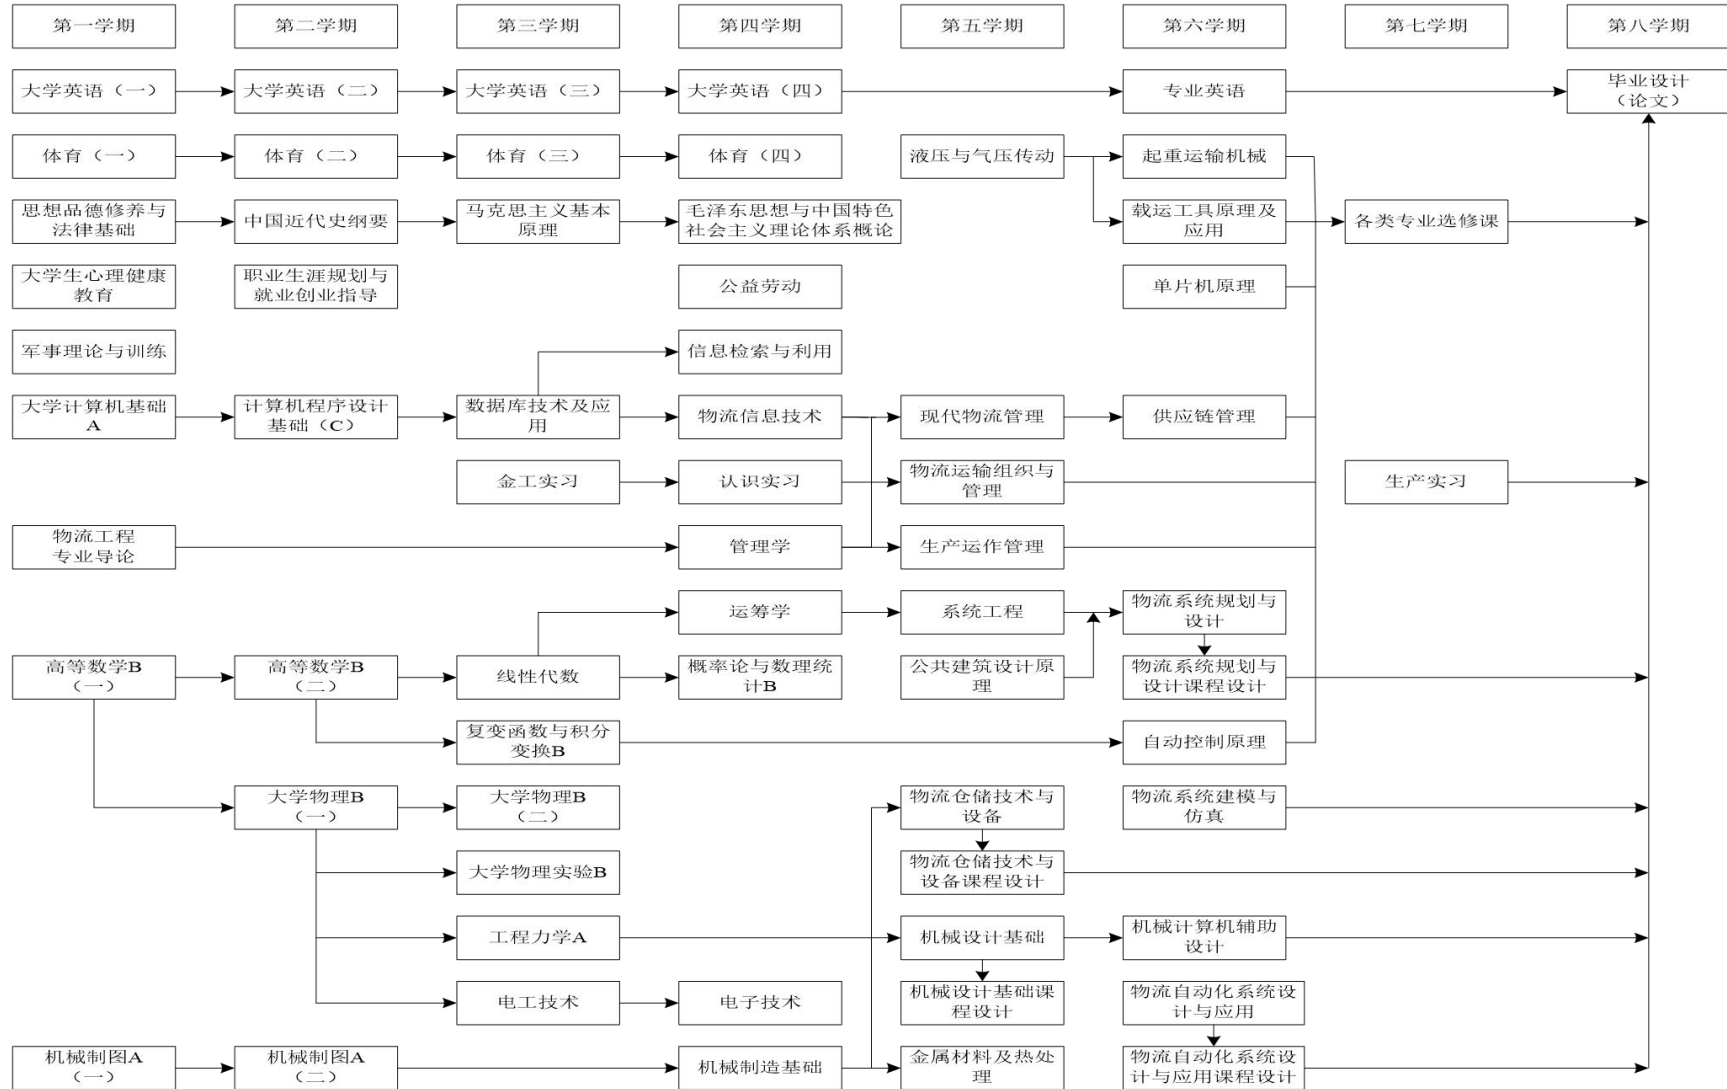 第一学期
第二学期
第三学期
第四学期
第五学期
第六学期
第七学期
第八学期
大学英语（一）
大学英语（二）
大学英语（三）
大学英语（四）
专业英语
毕业设计
（论文）
体育（一）
体育（二）
体育（三）
体育（四）
液压与气压传动
起重运输机械
思想品德修养与
法律基础
中国近代史纲要
马克思主义基本
原理
毛泽东思想与中国特色
社会主义理论体系概论
载运工具原理及
应用
各类专业选修课
大学生心理健康
教育
职业生涯规划与
就业创业指导
公益劳动
单片机原理
军事理论与训练
信息检索与利用
大学计算机基础
A
计算机程序设计
基础（C）
数据库技术及应
用
物流信息技术
现代物流管理
供应链管理
金工实习
认识实习
物流运输组织与
管理
生产实习
物流工程
专业导论
管理学
生产运作管理
运筹学
系统工程
物流系统规划与
设计
高等数学B
（一）
高等数学B
（二）
线性代数
概率论与数理统
计B
公共建筑设计原
理
物流系统规划与
设计课程设计
复变函数与积分
变换B
自动控制原理
大学物理B
（一）
大学物理B
（二）
物流仓储技术与
设备
物流系统建模与
仿真
大学物理实验B
物流仓储技术与
设备课程设计
工程力学A
机械设计基础
机械计算机辅助
设计
电工技术
电子技术
机械设计基础课
程设计
物流自动化系统设
计与应用
机械制图A
（一）
机械制图A
（二）
机械制造基础
金属材料及热处
理
物流自动化系统设
计与应用课程设计